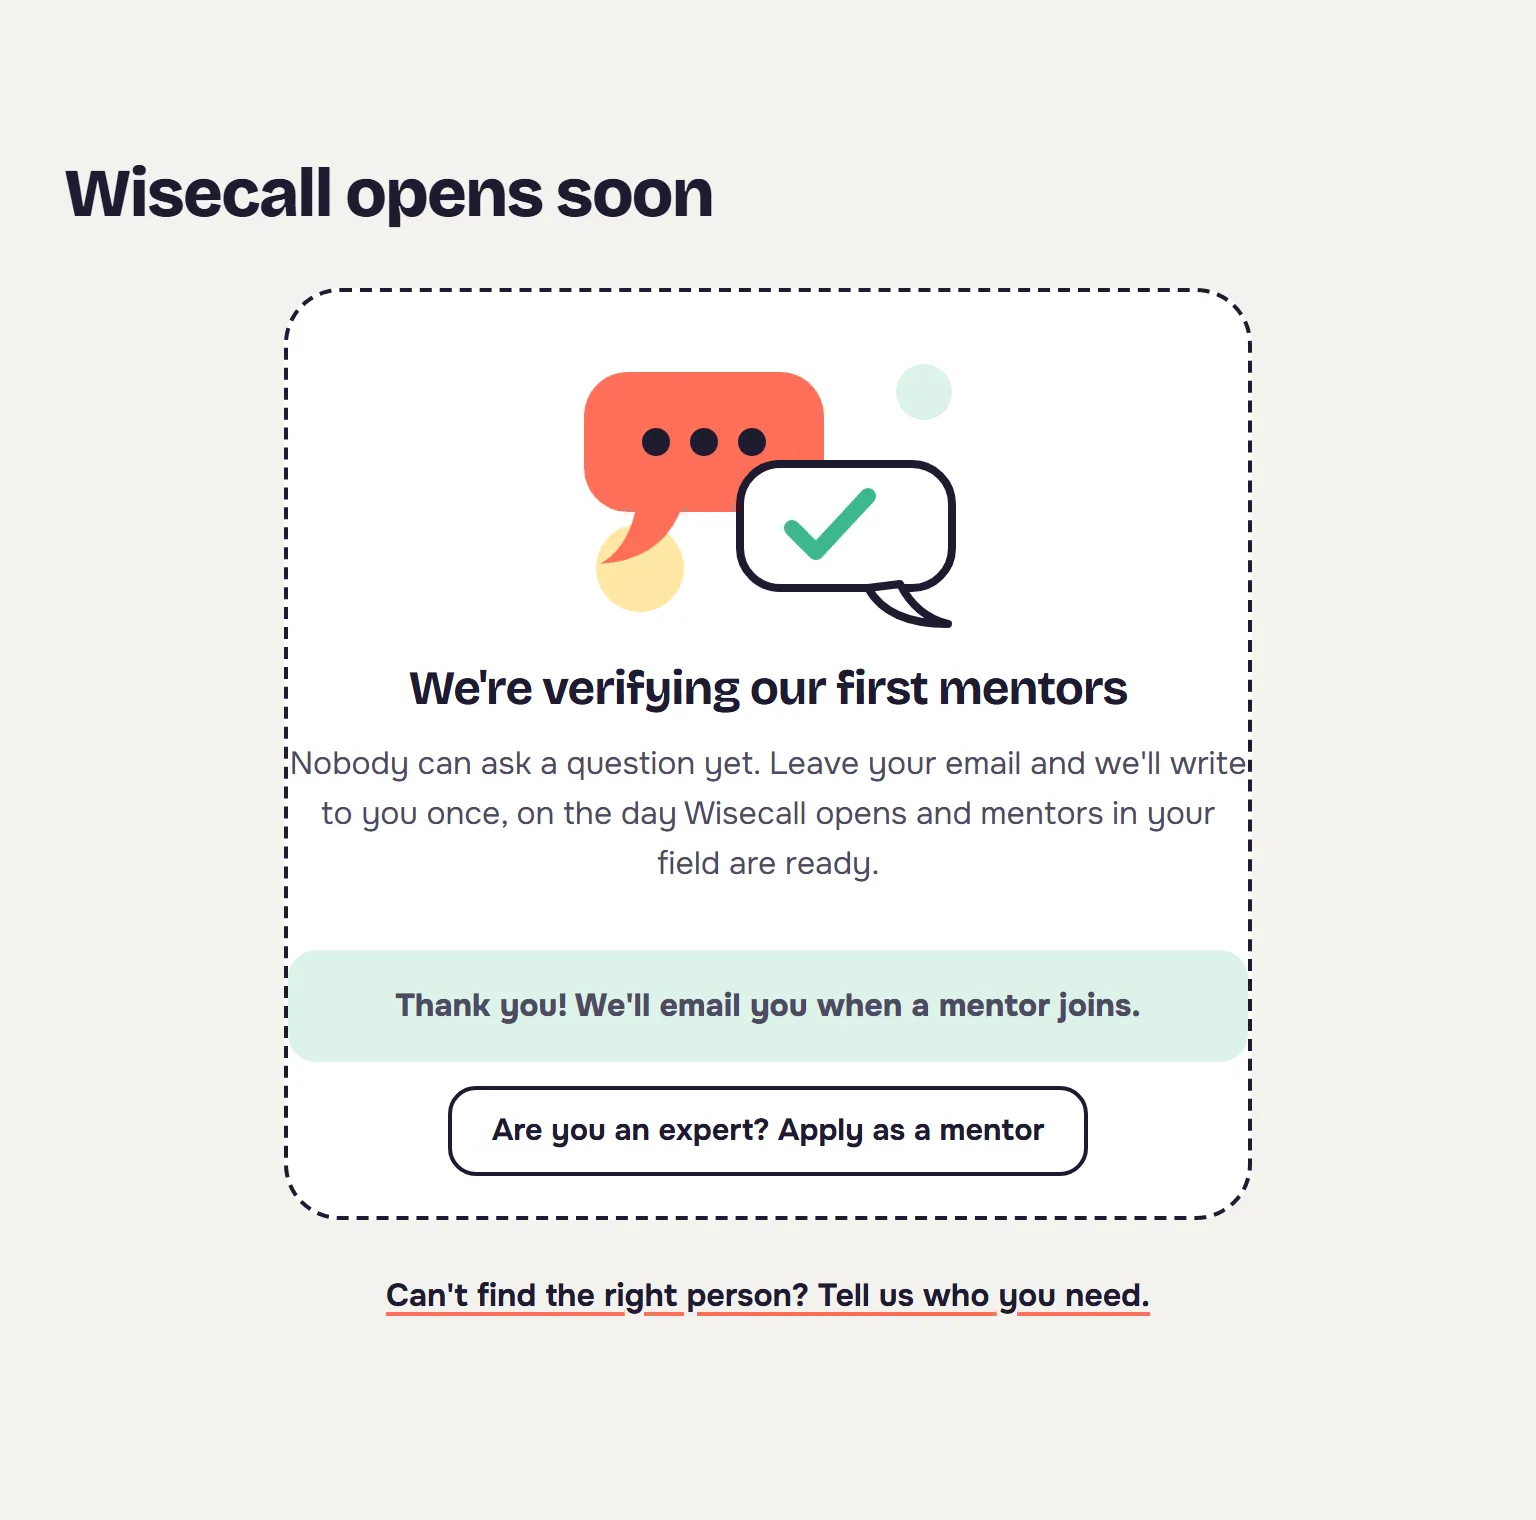 Wisecall opens soon
We're verifying our first mentors
Nobody can ask a question yet. Leave your email and we'll write
to you once, on the day Wisecall opens and mentors in your
field are ready.
Thank you! We'll email you when a mentor joins.
Are you an expert? Apply as a mentor
Can't find the right person? Tell us who you need.